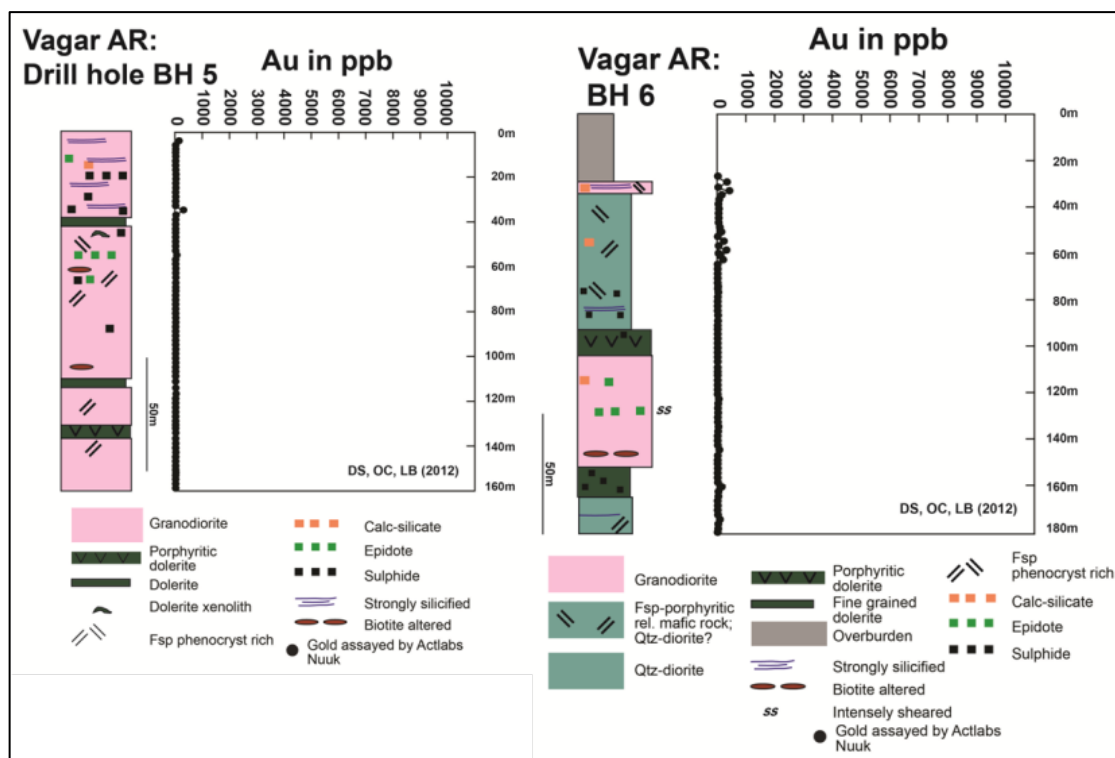 Vagar AR:
Drill hole BH 5
Au in ppb
0
1000
2000
3000
4000
5000
6000
7000
8000
9000
10000
0m
20m
40m
60m
80m
100m
120m
140m
160m
50m
DS, OC, LB (2012)
Granodiorite
Porphyritic
dolerite
Dolerite
Dolerite xenolith
Fsp phenocryst rich
Calc-silicate
Epidote
Sulphide
Strongly silicified
Biotite altered
Gold assayed by Actlabs
Nuuk
Vagar AR:
BH 6
Au in ppb
0
1000
2000
3000
4000
5000
6000
7000
8000
9000
10000
0m
20m
40m
60m
80m
100m
120m
140m
160m
180m
ss
50m
DS, OC, LB (2012)
Granodiorite
Fsp-porphyritic
rel. mafic rock;
Qtz-diorite?
Qtz-diorite
Porphyritic
dolerite
Fine grained
dolerite
Overburden
Strongly silicified
Biotite altered
ss Intensely sheared
Gold assayed by Actlabs
Nuuk
Fsp
phenocryst rich
Calc-silicate
Epidote
Sulphide